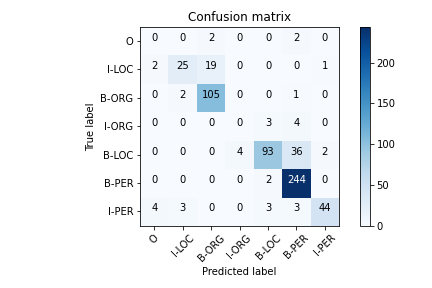 Confusion matrix
True label
O 0 0 2 0 0 2 0
I-LOC 2 25 19 0 0 0 1
B-ORG 0 2 105 0 0 1 0
I-ORG 0 0 0 0 3 4 0
B-LOC 0 0 0 4 93 36 2
B-PER 0 0 0 0 2 244 0
I-PER 4 3 0 0 3 3 44
O I-LOC B-ORG I-ORG B-LOC B-PER I-PER
Predicted label
200
150
100
50
0